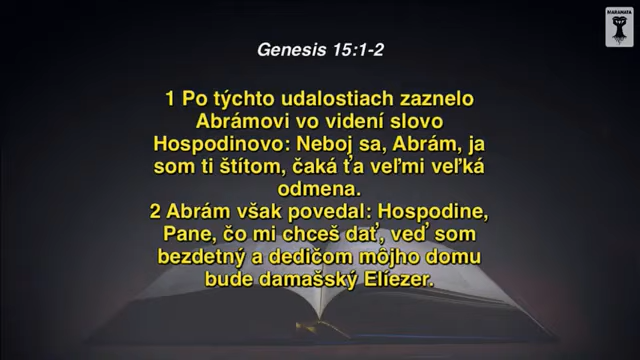 MARANATA
Genesis 15:1-2
1 Po týchto udalostiach zaznelo
Abrámovi vo videní slovo
Hospodinovo: Neboj sa, Abrám, ja
som ti štítom, čaká ťa veľmi veľká
odmena.
2 Abrám však povedal: Hospodine,
Pane, čo mi chceš dať, veď som
bezdetný a dedičom môjho domu
bude damašský Elíezer.